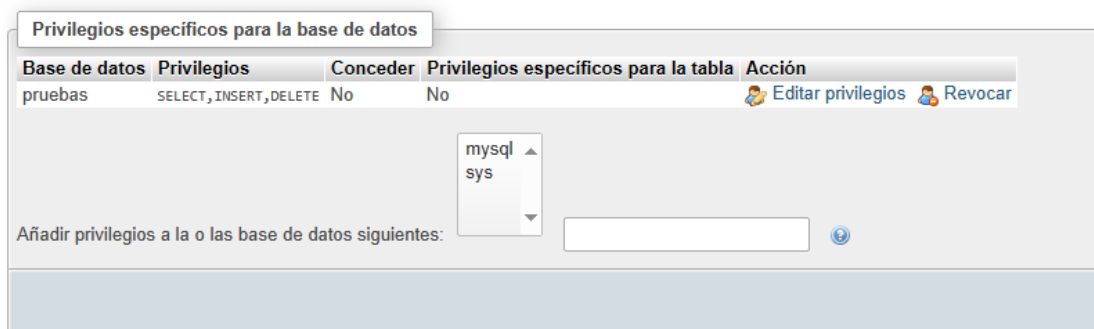 Privilegios específicos para la base de datos
Base de datos Privilegios Conceder Privilegios específicos para la tabla Acción
pruebas SELECT,INSERT,DELETE No No Editar privilegios Revocar
mysql
sys
Añadir privilegios a la o las base de datos siguientes: